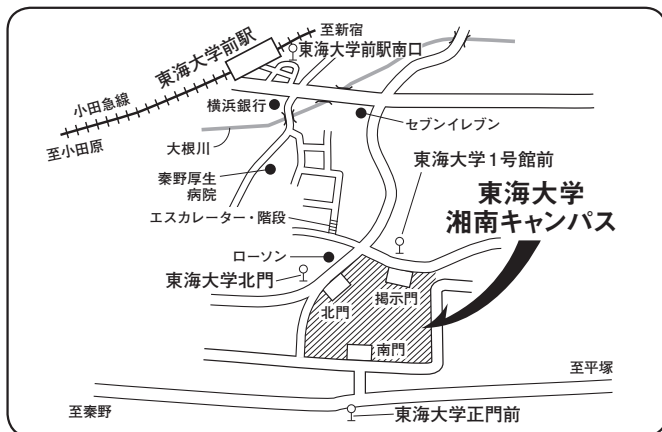 至新宿
東海大学前駅
東海大学前駅南口
小田急線
横浜銀行
セブンイレブン
至小田原
大根川
東海大学1号館前
秦野厚生
病院
東海大学
湘南キャンパス
エスカレーター・階段
ローソン
東海大学北門
掲示門
北門
南門
至平塚
至秦野
東海大学正門前